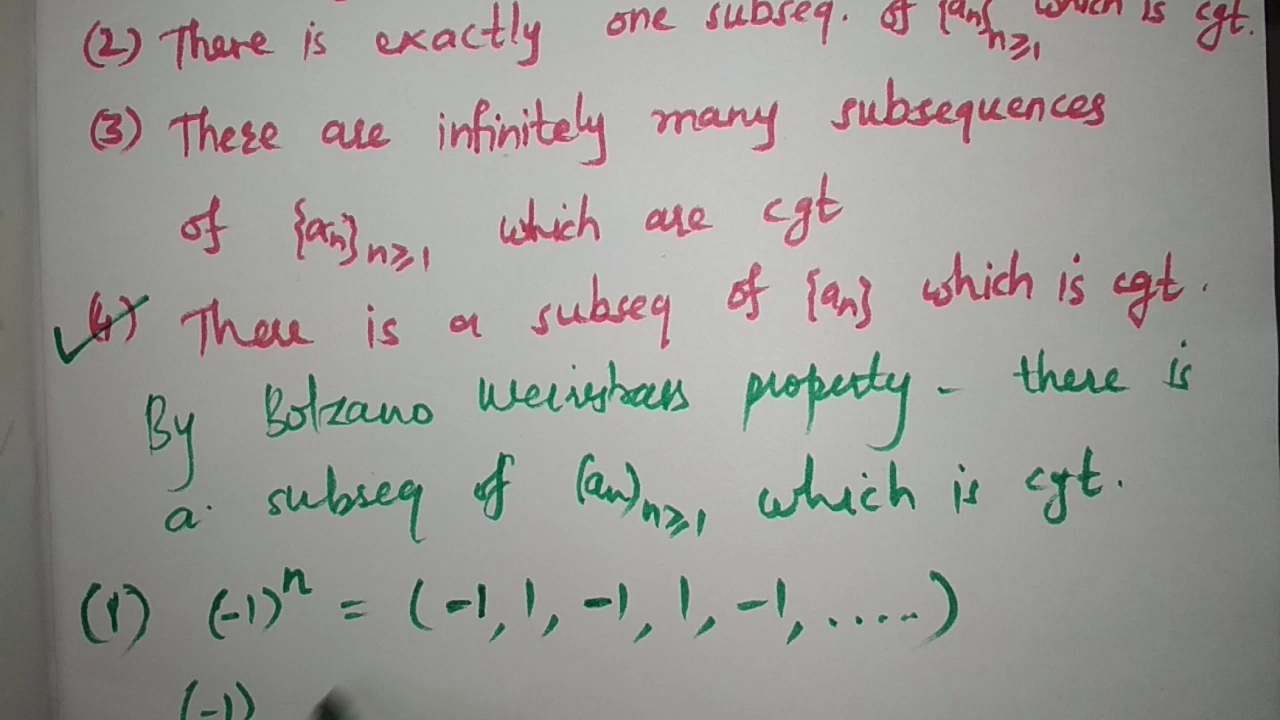 (2) There is exactly one subseq. of {an}n≥1 which is cgt.
(3) There are infinitely many subsequences
of {an}n≥1 which are cgt
(4) There is a subseq of {an} which is cgt.
By Bolzano Weirstrass property - there is
a subseq of (an)n≥1 which is cgt.
(1) (-1)^n = (-1, 1, -1, 1, -1, .....)
(-1)